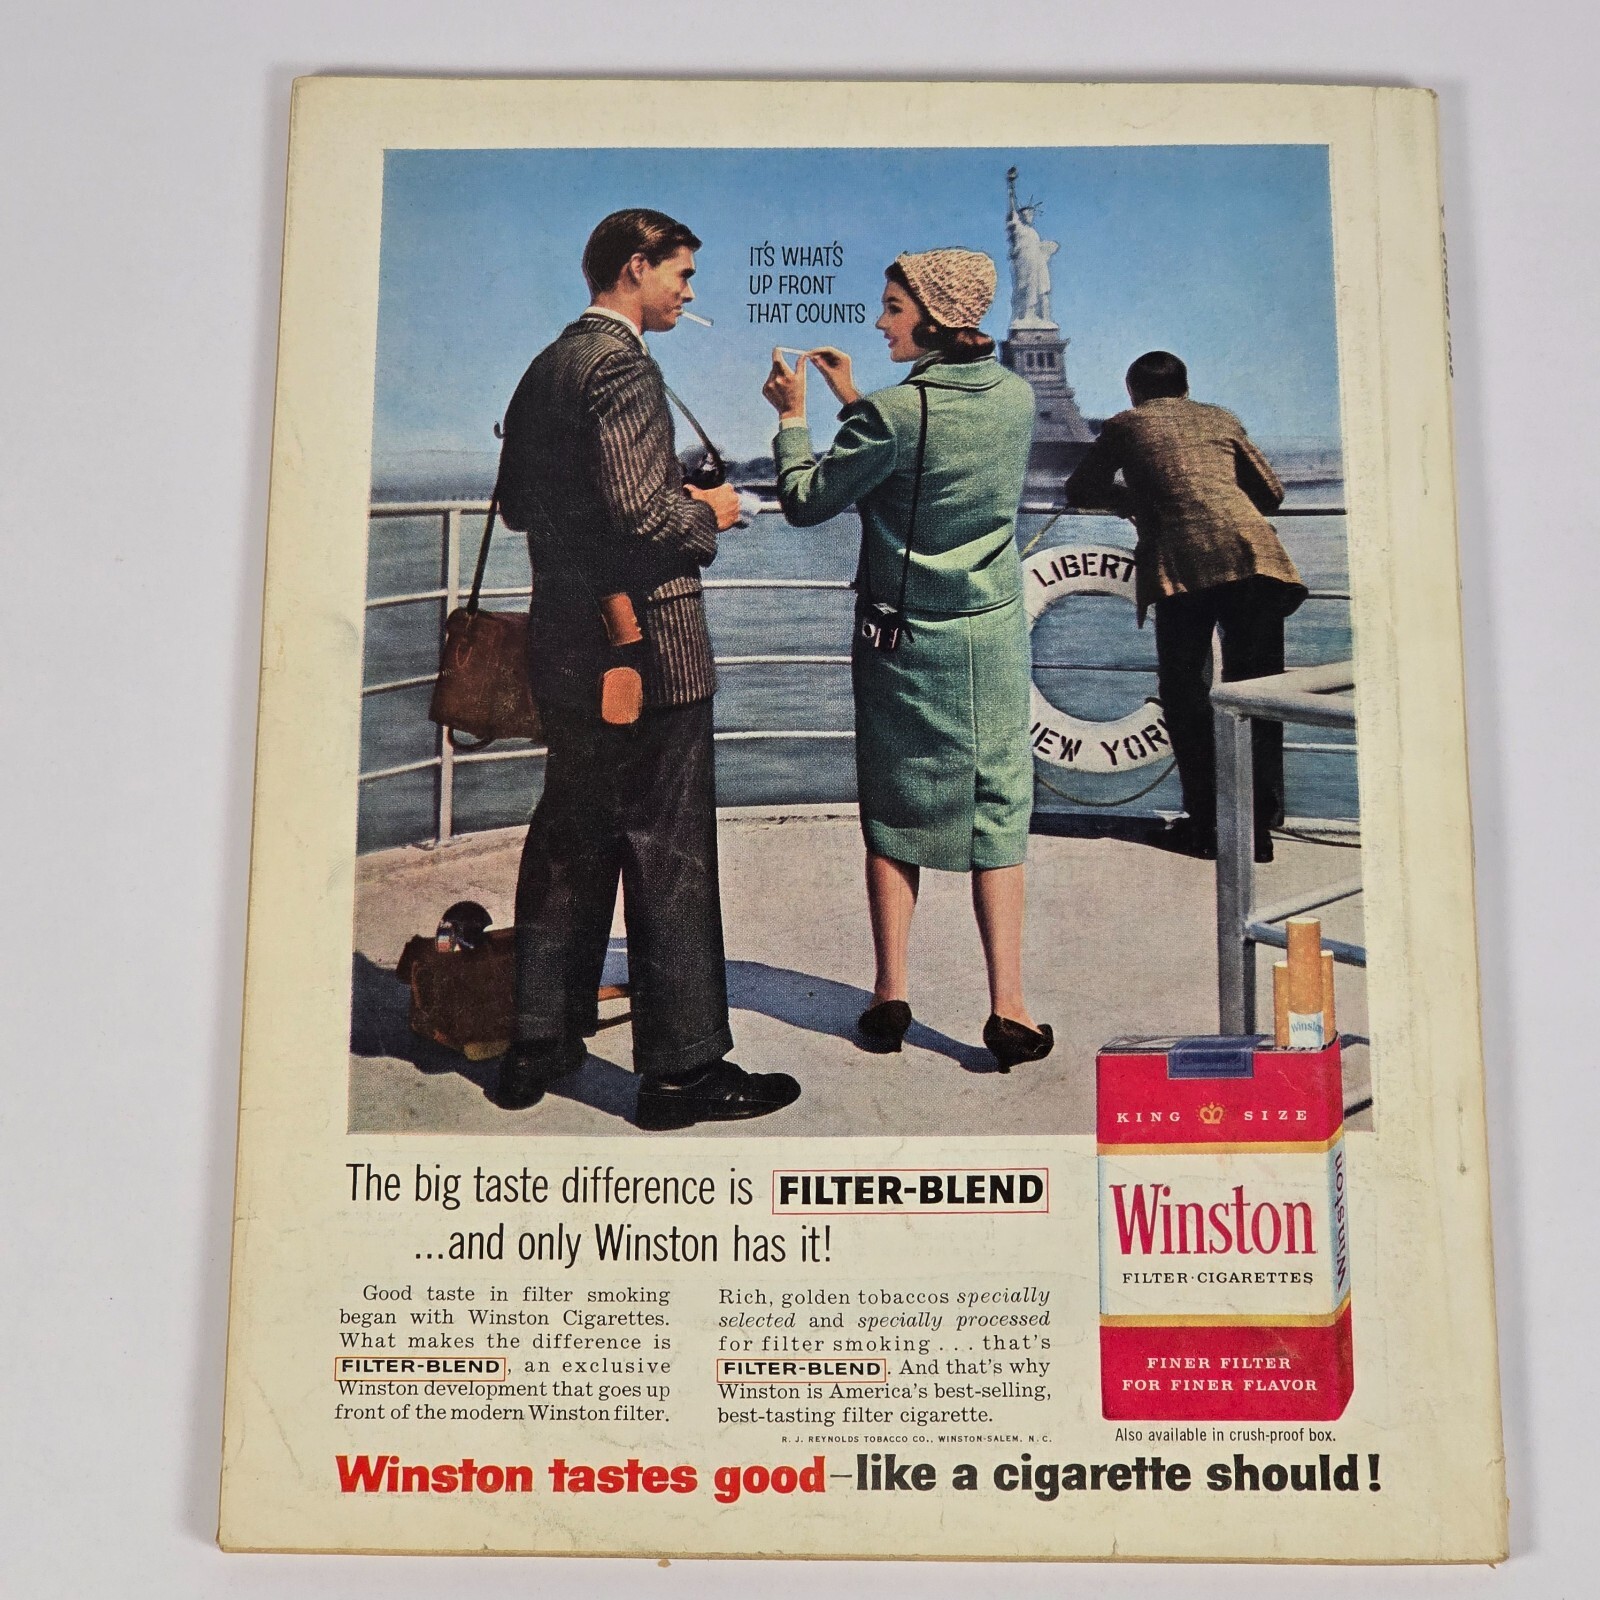 IT'S WHAT'S
UP FRONT
THAT COUNTS
LIBERT
NEW YORK
Winston
KING SIZE
Winston
Winston
FILTER·CIGARETTES
FINER FILTER
FOR FINER FLAVOR
Also available in crush-proof box.
The big taste difference is FILTER-BLEND
...and only Winston has it!
Good taste in filter smoking
began with Winston Cigarettes.
What makes the difference is
FILTER-BLEND, an exclusive
Winston development that goes up
front of the modern Winston filter.
Rich, golden tobaccos specially
selected and specially processed
for filter smoking . . . that's
FILTER-BLEND. And that's why
Winston is America's best-selling,
best-tasting filter cigarette.
R. J. REYNOLDS TOBACCO CO., WINSTON-SALEM, N. C.
Winston tastes good—like a cigarette should!